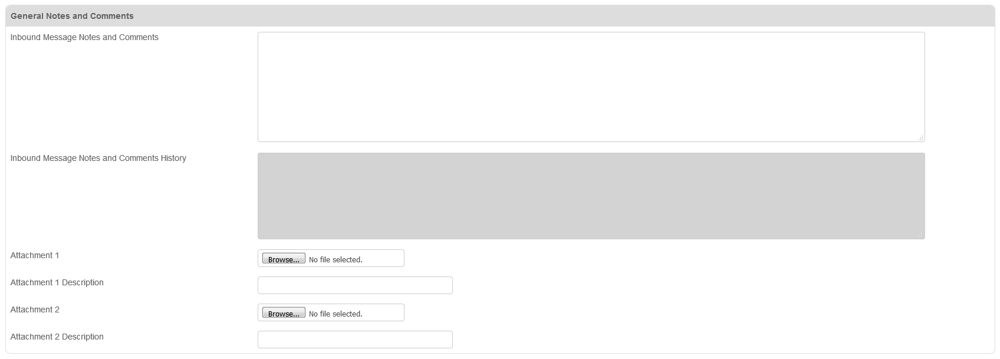 General Notes and Comments
Inbound Message Notes and Comments
Inbound Message Notes and Comments History
Attachment 1
Browse... No file selected.
Attachment 1 Description
Attachment 2
Browse... No file selected.
Attachment 2 Description